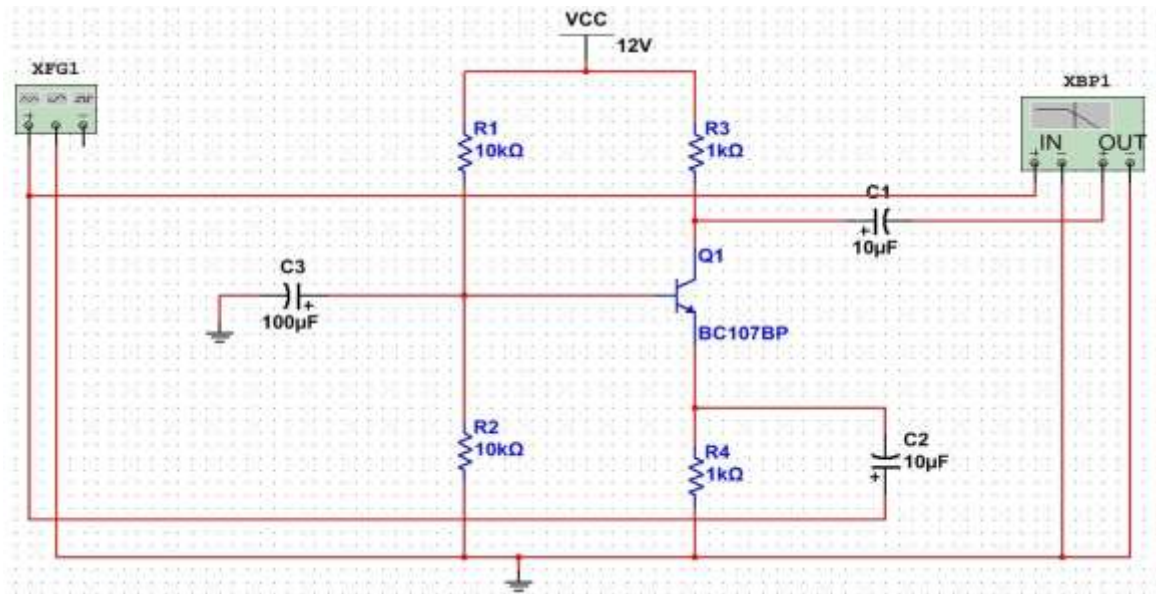 VCC
12V
XFG1
XBP1
R1
10kΩ
R3
1kΩ
IN
OUT
C1
10µF
Q1
C3
100µF
BC107BP
R2
10kΩ
R4
1kΩ
C2
10µF